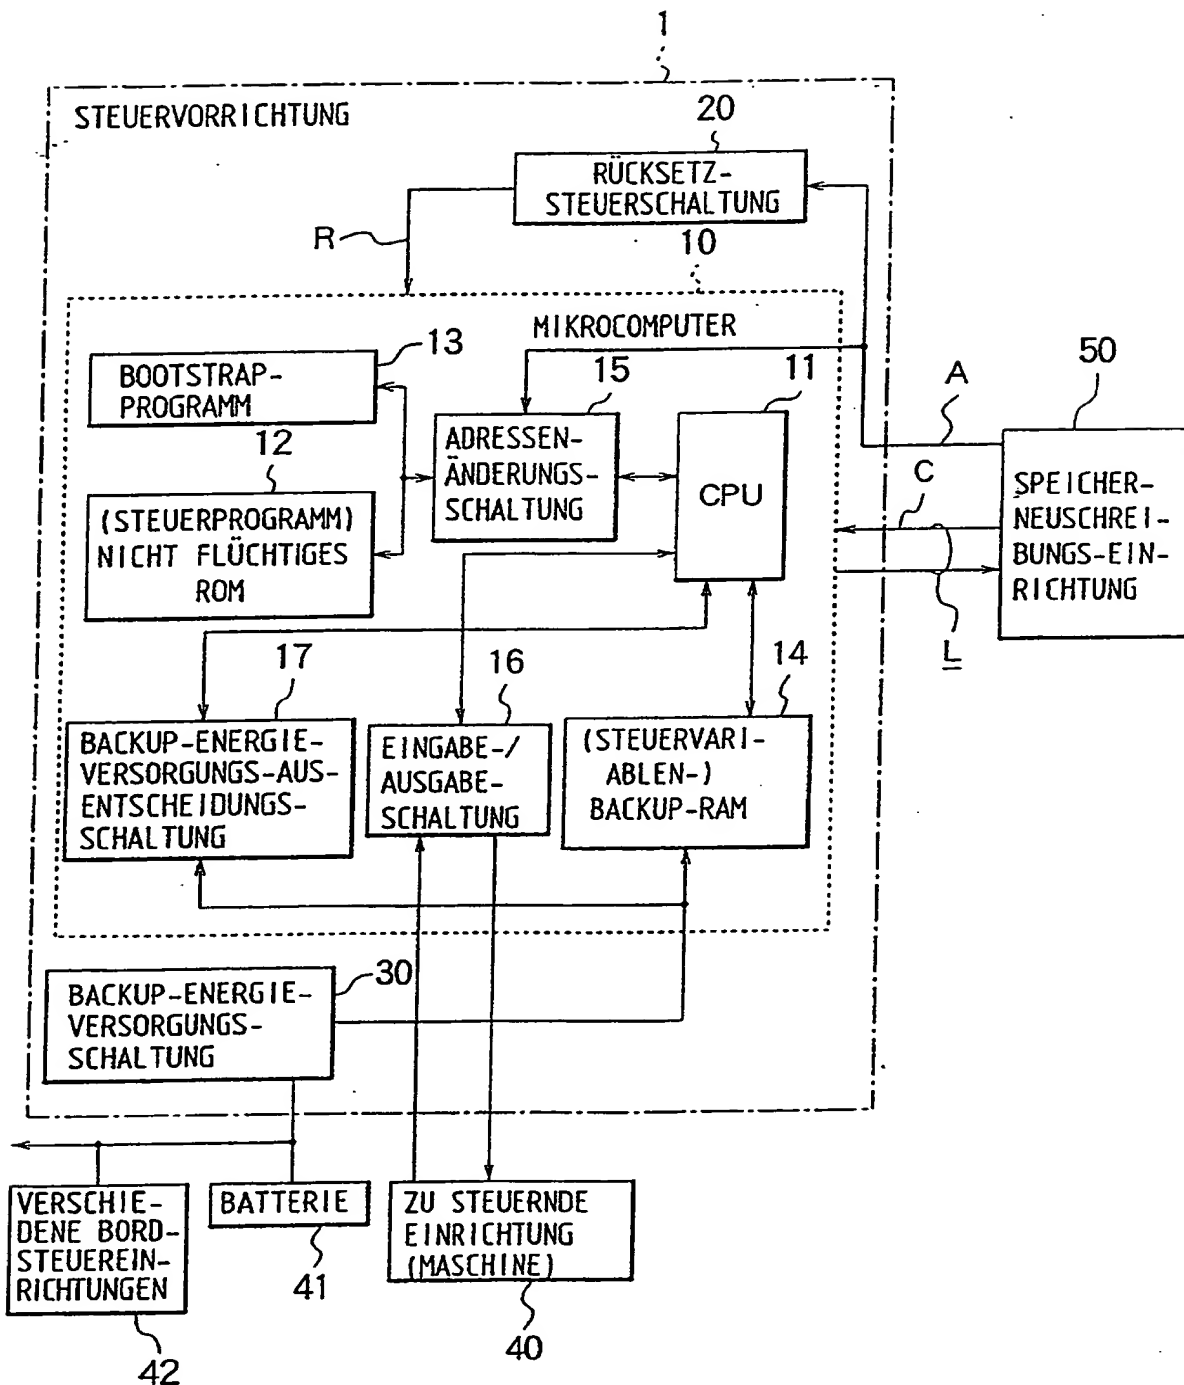 1
STEUERVORRICHTUNG
20
RÜCKSETZ-
STEUERSCHALTUNG
R
10
MIKROCOMPUTER
13
BOOTSTRAP-
PROGRAMM
15
11
50
A
12
ADRESSEN-
ÄNDERUNGS-
SCHALTUNG
CPU
C
SPEICHER-
NEUSCHREI-
BUNGS-EIN-
RICHTUNG
(STEUERPROGRAMM)
NICHT FLÜCHTIGES
ROM
L
17
16
14
BACKUP-ENERGIE-
VERSORGUNGS-AUS-
ENTSCHEIDUNGS-
SCHALTUNG
EINGABE-/
AUSGABE-
SCHALTUNG
(STEUERVARI-
ABLEN-)
BACKUP-RAM
30
BACKUP-ENERGIE-
VERSORGUNGS-
SCHALTUNG
VERSCHIE-
DENE BORD-
STEUEREIN-
RICHTUNGEN
BATTERIE
ZU STEUERNDE
EINRICHTUNG
(MASCHINE)
41
40
42